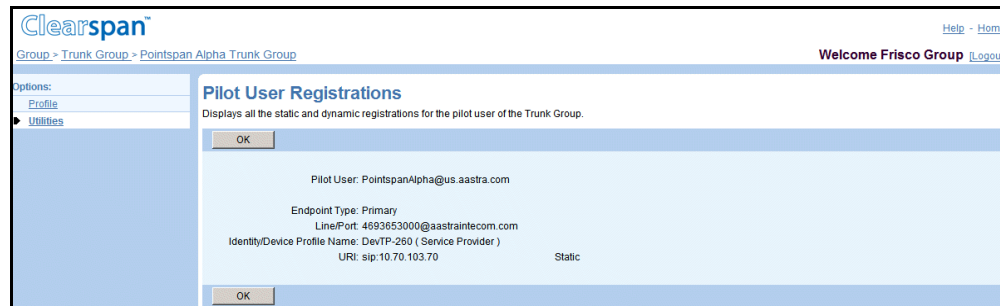 Clearspan™
Help - Hom
Group > Trunk Group > Pointspan Alpha Trunk Group
Welcome Frisco Group [Logou
Options:
Profile
Utilities
Pilot User Registrations
Displays all the static and dynamic registrations for the pilot user of the Trunk Group.
OK
Pilot User: PointspanAlpha@us.aastra.com
Endpoint Type: Primary
Line/Port: 4693653000@aastraintecom.com
Identity/Device Profile Name: DevTP-260 ( Service Provider )
URI: sip:10.70.103.70 Static
OK